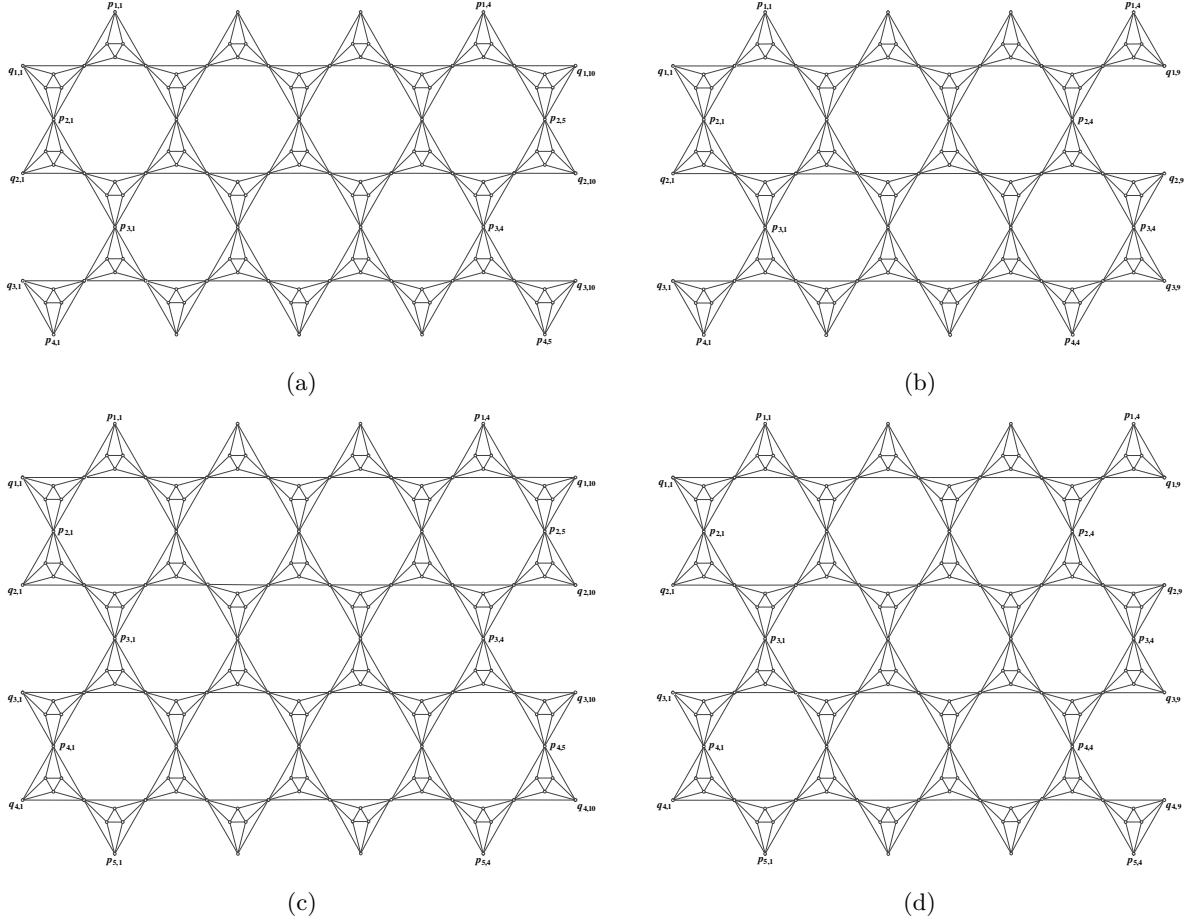 p1,1 p1,4 p1,1 p1,4
q1,1 q1,10 q1,1 q1,9
p2,1 p2,5 p2,1 p2,4
q2,1 q2,10 q2,1 q2,9
p3,1 p3,4 p3,1 p3,4
q3,1 q3,10 q3,1 q3,9
p4,1 p4,5 p4,1 p4,4
(a) (b)
p1,1 p1,4 p1,1 p1,4
q1,1 q1,10 q1,1 q1,9
p2,1 p2,5 p2,1 p2,4
q2,1 q2,10 q2,1 q2,9
p3,1 p3,4 p3,1 p3,4
q3,1 q3,10 q3,1 q3,9
p4,1 p4,5 p4,1 p4,4
q4,1 q4,10 q4,1 q4,9
p5,1 p5,4 p5,1 p5,4
(c) (d)